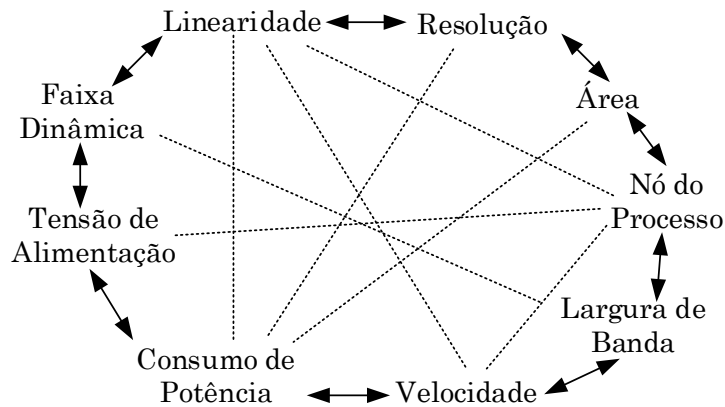 Linearidade
Resolução
Faixa
Dinâmica
Área
Nó do
Processo
Tensão de
Alimentação
Largura de
Banda
Consumo de
Potência
Velocidade